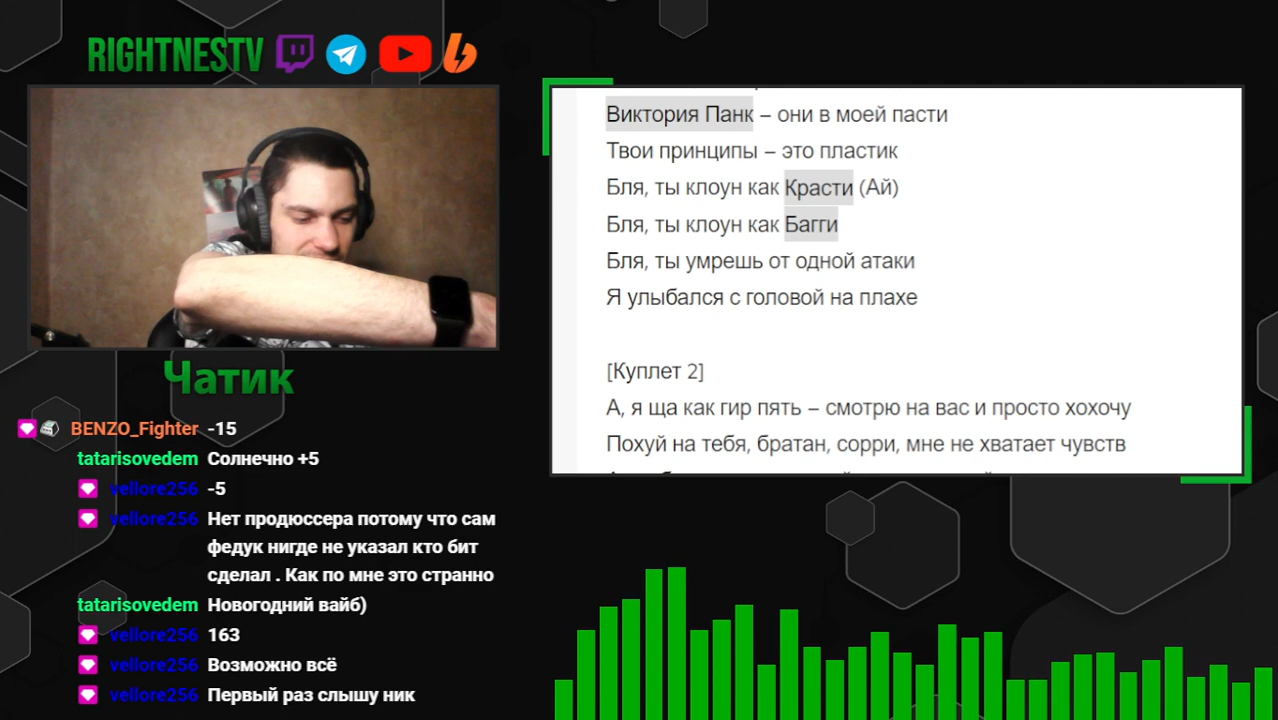 RIGHTNESTV
Виктория Панк – они в моей пасти
Твои принципы – это пластик
Бля, ты клоун как Красти (Ай)
Бля, ты клоун как Багги
Бля, ты умрешь от одной атаки
Я улыбался с головой на плахе
[Куплет 2]
А, я ща как гир пять – смотрю на вас и просто хохочу
Похуй на тебя, братан, сорри, мне не хватает чувств
Чатик
BENZO_Fighter -15
tatarisovedem Солнечно +5
vellore256 -5
vellore256 Нет продюссера потому что сам
федук нигде не указал кто бит
сделал . Как по мне это странно
tatarisovedem Новогодний вайб)
vellore256 163
vellore256 Возможно всё
vellore256 Первый раз слышу ник